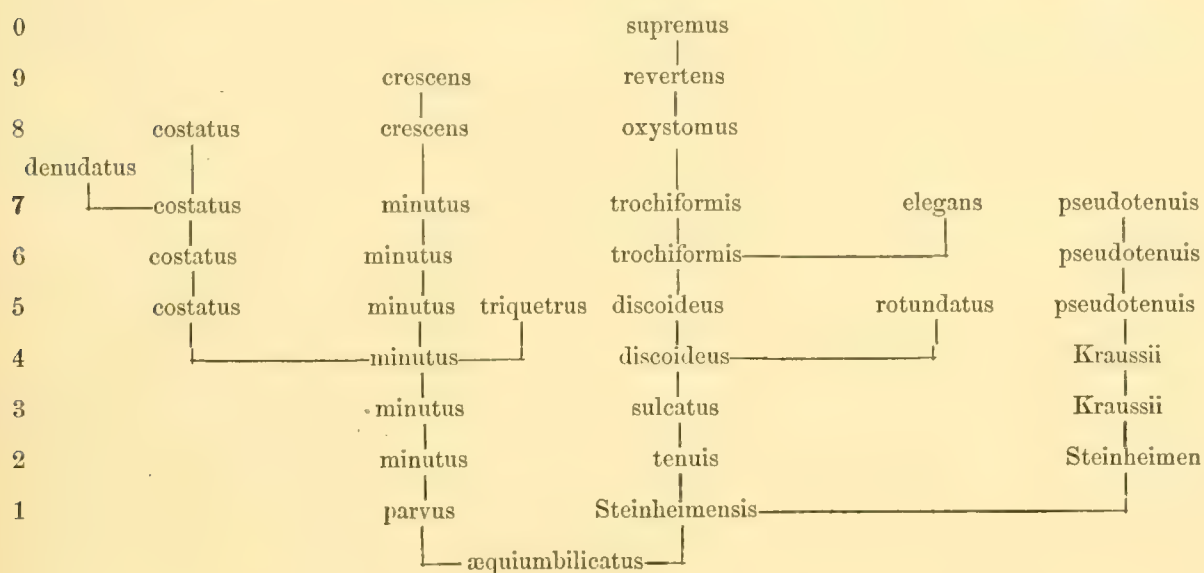 0 supremus
9 crescens revertens
8 costatus crescens oxystomus
denudatus
7 costatus minutus trochiformis elegans pseudotenuis
6 costatus minutus trochiformis pseudotenuis
5 costatus minutus triquetrus discoideus rotundatus pseudotenuis
4 minutus discoideus Kraussii
3 minutus sulcatus Kraussii
2 minutus tenuis Steinheimen
1 parvus Steinheimensis
æquiumbilicatus